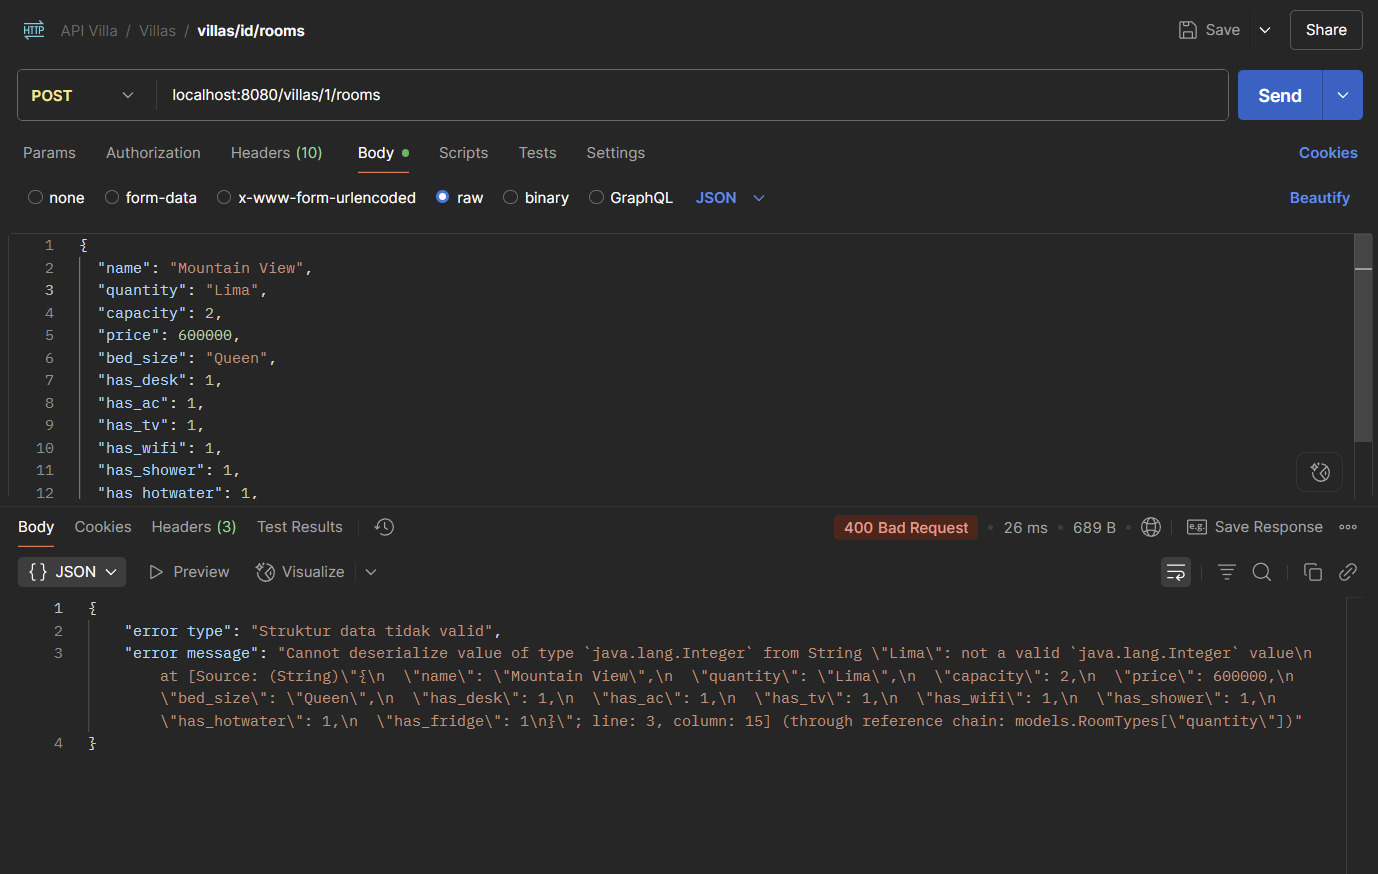 HTTP API Villa / Villas / villas/id/rooms Save Share
POST localhost:8080/villas/1/rooms Send
Params Authorization Headers (10) Body Scripts Tests Settings Cookies
none form-data x-www-form-urlencoded raw binary GraphQL JSON Beautify
1 {
2 "name": "Mountain View",
3 "quantity": "Lima",
4 "capacity": 2,
5 "price": 600000,
6 "bed_size": "Queen",
7 "has_desk": 1,
8 "has_ac": 1,
9 "has_tv": 1,
10 "has_wifi": 1,
11 "has_shower": 1,
12 "has_hotwater": 1,
Body Cookies Headers (3) Test Results 400 Bad Request • 26 ms • 689 B • e.g. Save Response
{} JSON Preview Visualize
1 {
2 "error type": "Struktur data tidak valid",
3 "error message": "Cannot deserialize value of type `java.lang.Integer` from String \"Lima\": not a valid `java.lang.Integer` value\n
at [Source: (String)\"{\n  \"name\": \"Mountain View\",\n  \"quantity\": \"Lima\",\n  \"capacity\": 2,\n  \"price\": 600000,\n
\"bed_size\": \"Queen\",\n  \"has_desk\": 1,\n  \"has_ac\": 1,\n  \"has_tv\": 1,\n  \"has_wifi\": 1,\n  \"has_shower\": 1,\n
\"has_hotwater\": 1,\n  \"has_fridge\": 1\n}\"; line: 3, column: 15] (through reference chain: models.RoomTypes[\"quantity\"])"
4 }